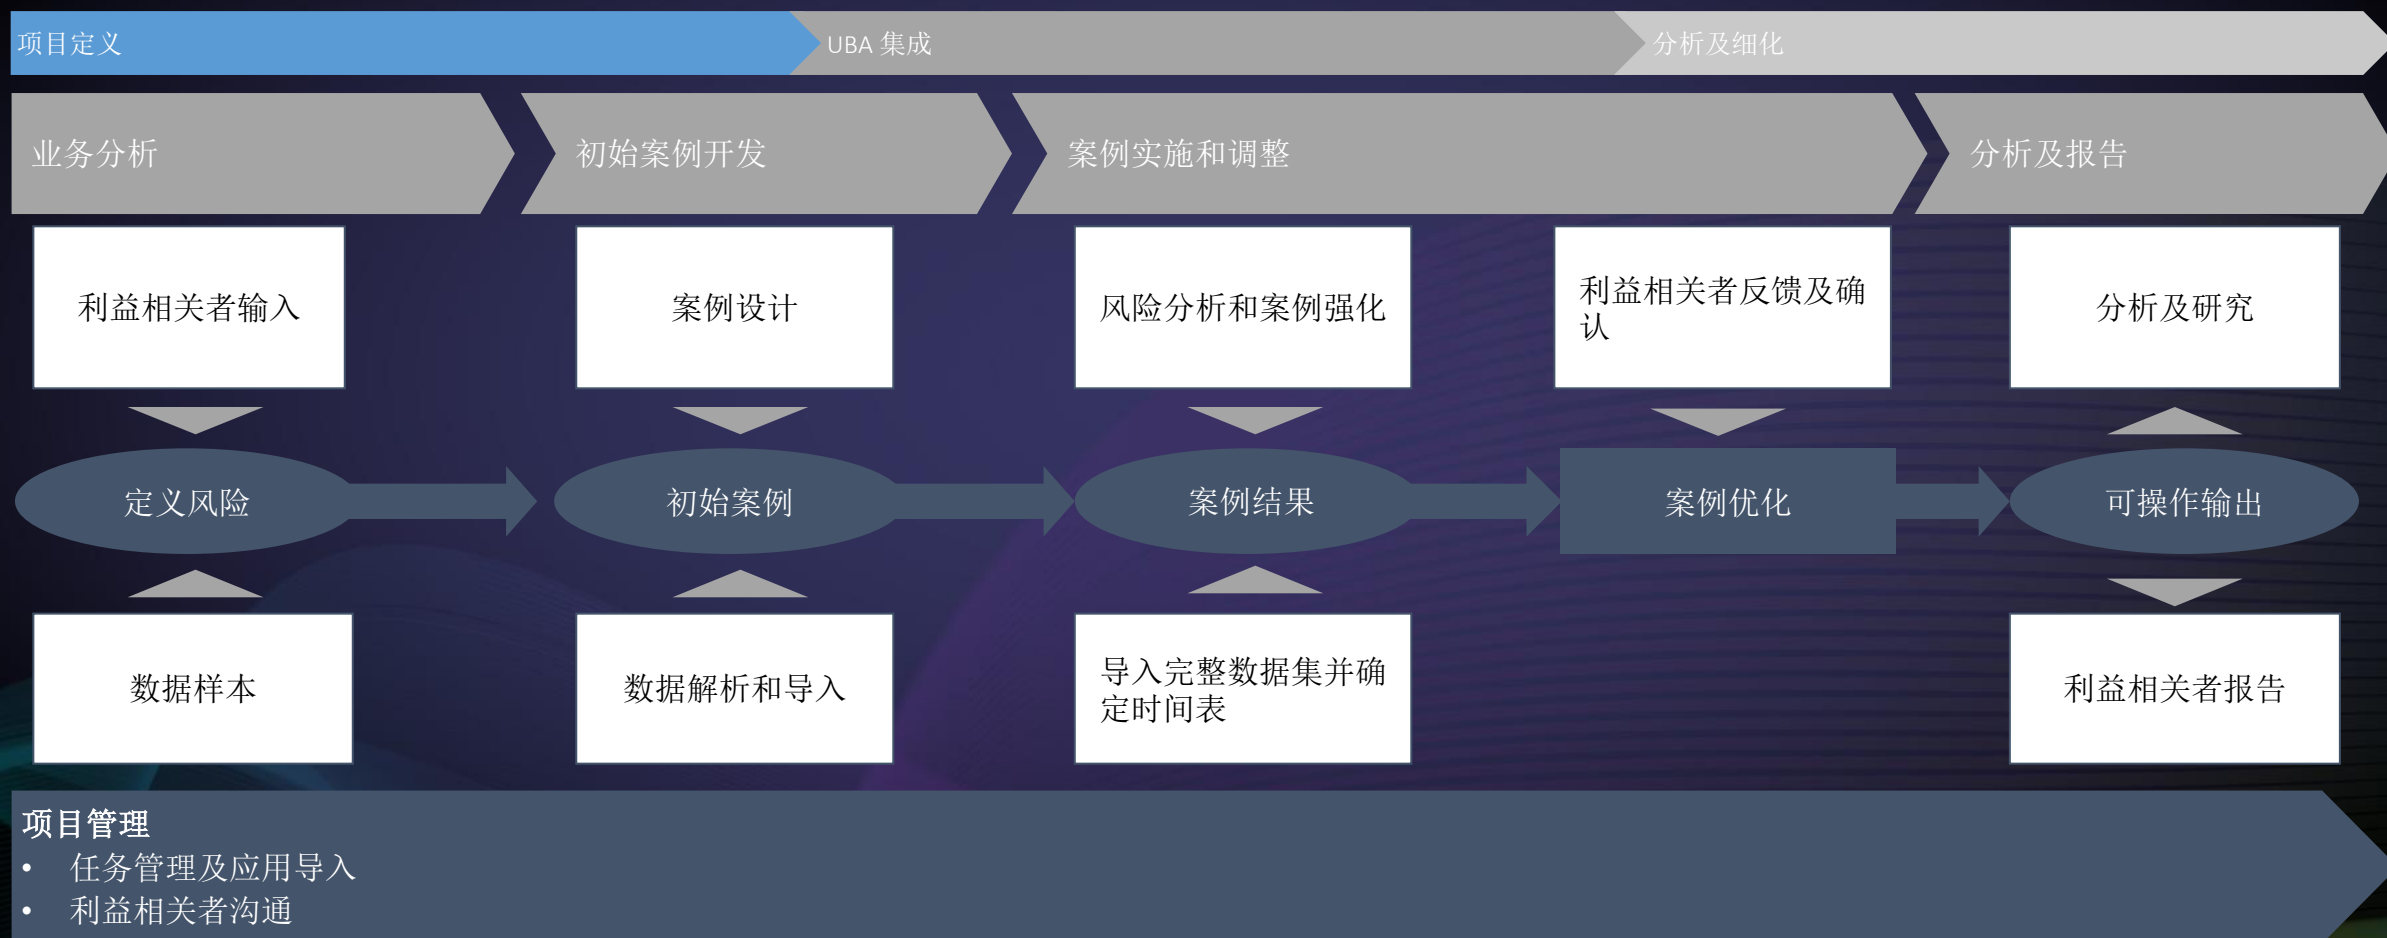 项目定义
UBA 集成
分析及细化
业务分析
初始案例开发
案例实施和调整
分析及报告
利益相关者输入
案例设计
风险分析和案例强化
利益相关者反馈及确
认
分析及研究
定义风险
初始案例
案例结果
案例优化
可操作输出
数据样本
数据解析和导入
导入完整数据集并确
定时间表
利益相关者报告
项目管理
• 任务管理及应用导入
• 利益相关者沟通